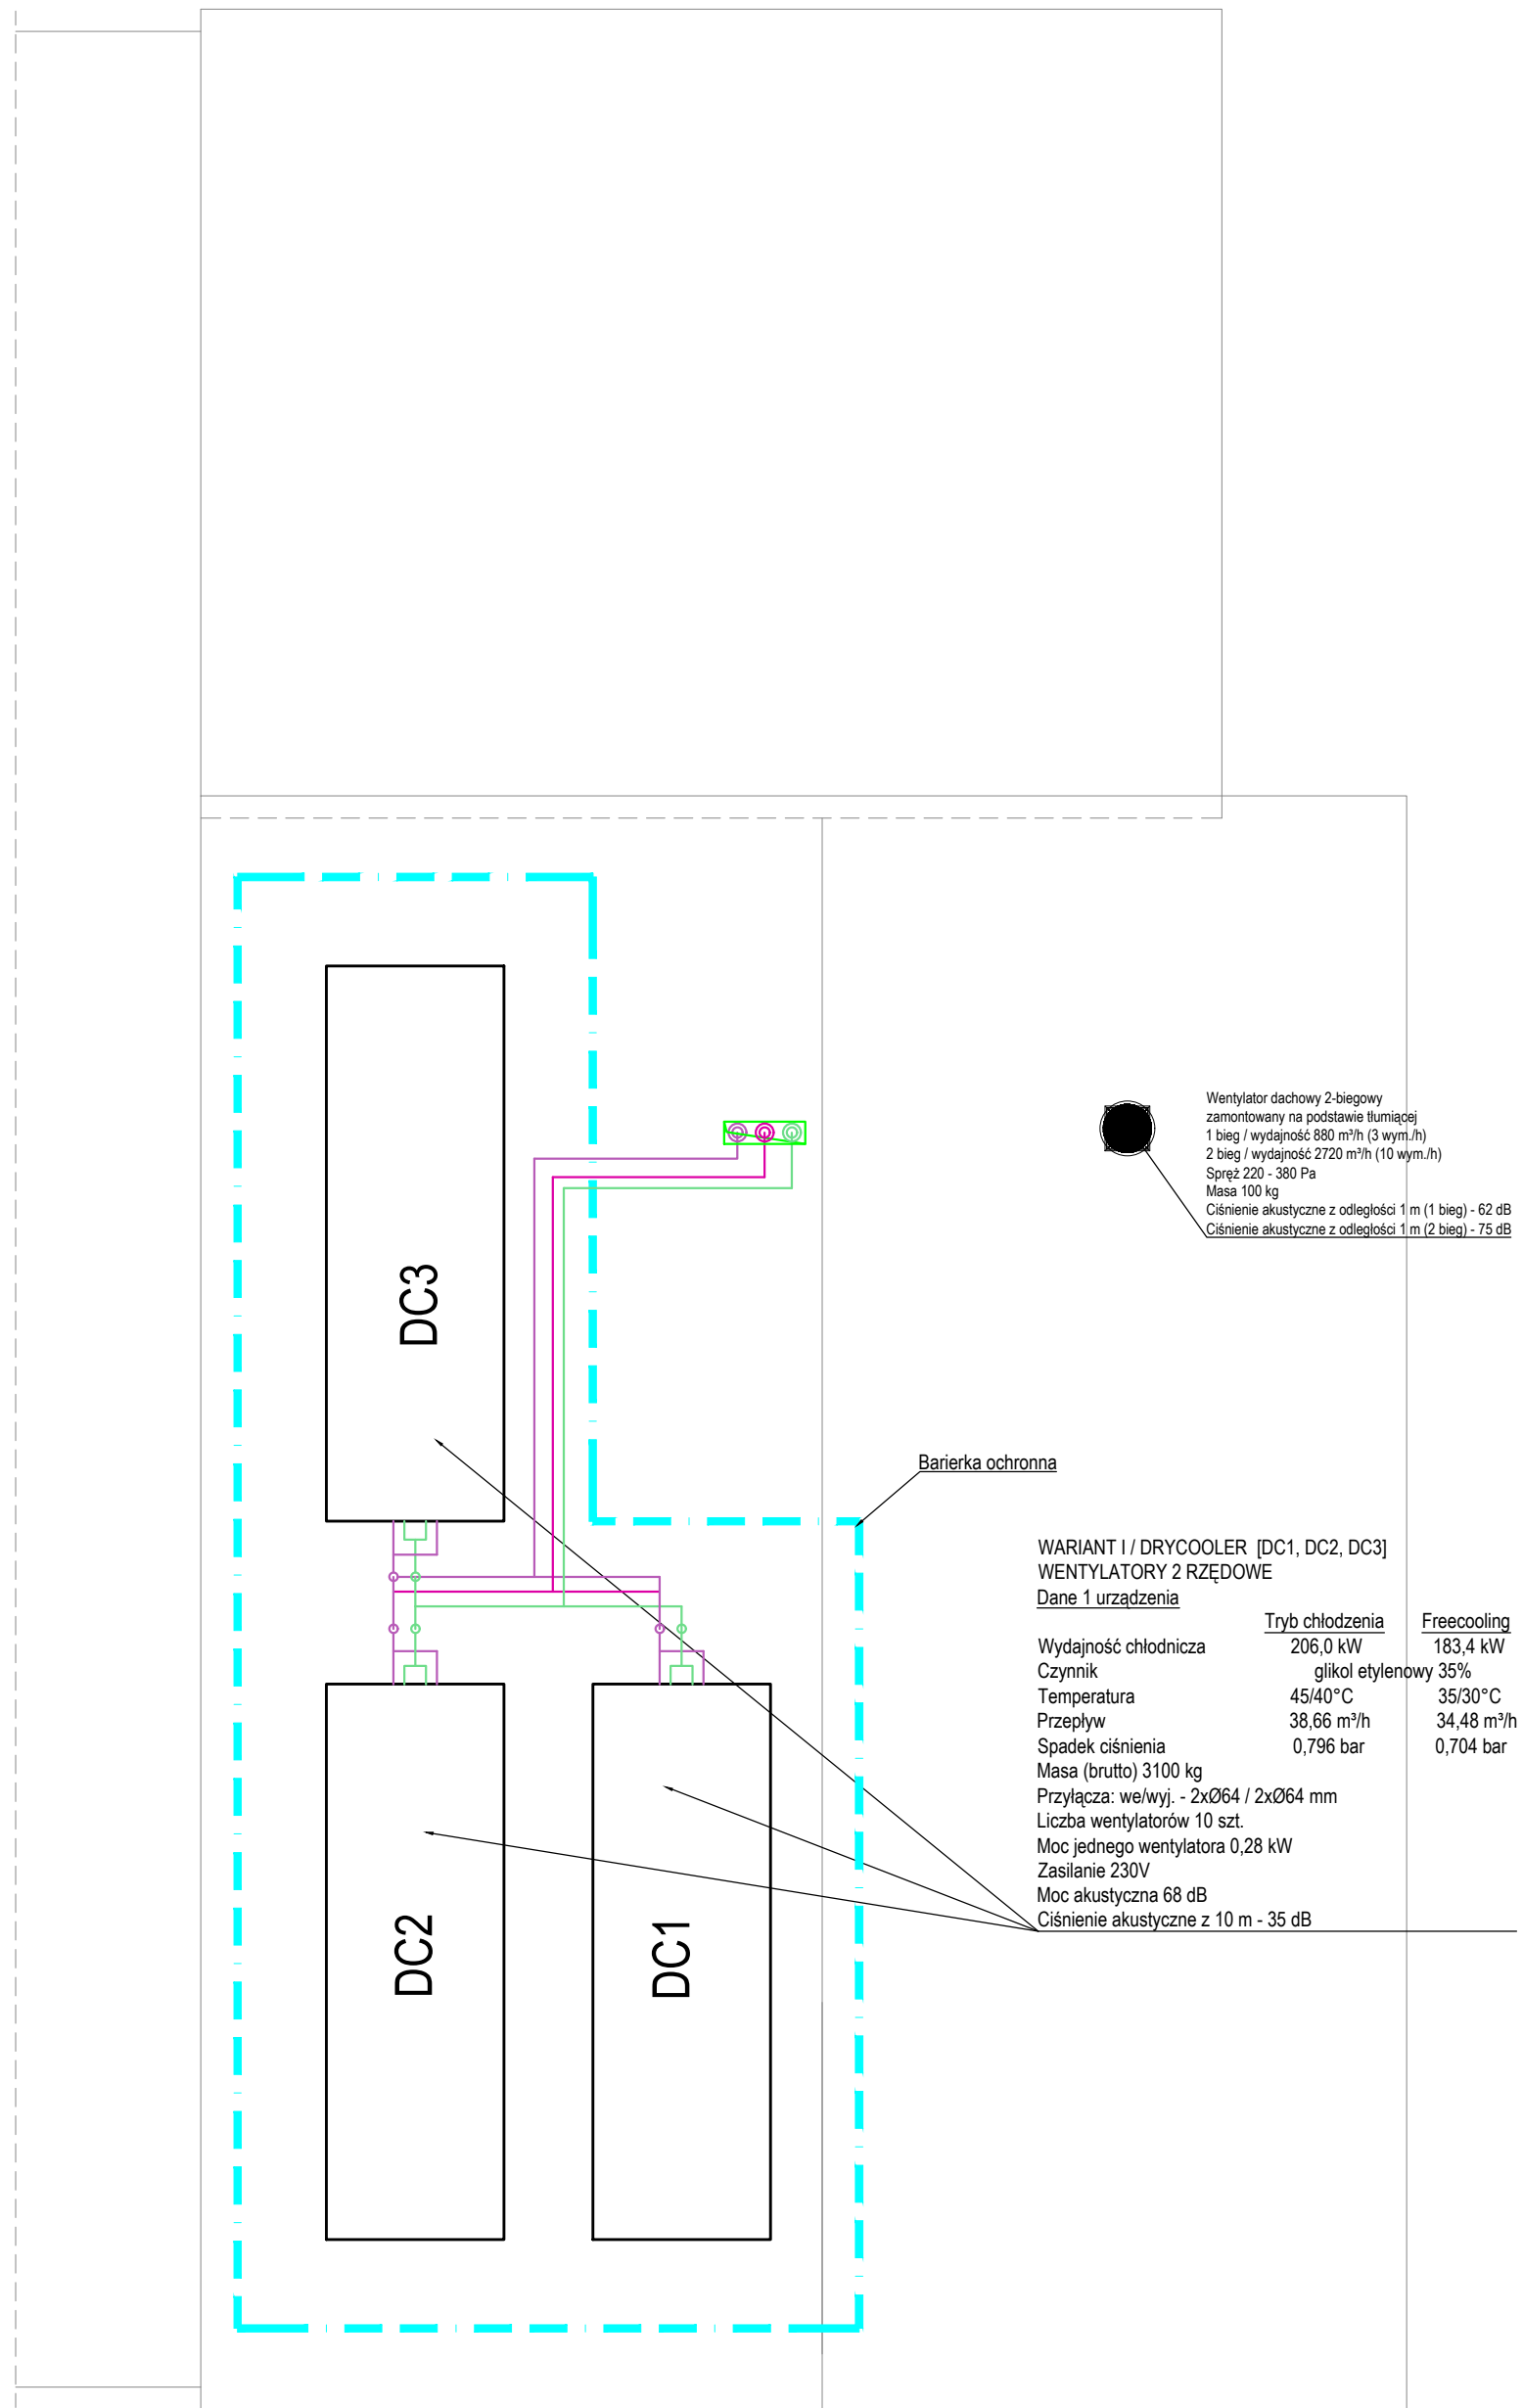 Wentylator dachowy 2-biegowy
zamontowany na podstawie tłumiącej
1 bieg / wydajność 880 m³/h (3 wym./h)
2 bieg / wydajność 2720 m³/h (10 wym./h)
Spręż 220 - 380 Pa
Masa 100 kg
Ciśnienie akustyczne z odległości 1 m (1 bieg) - 62 dB
Ciśnienie akustyczne z odległości 1 m (2 bieg) - 75 dB
DC3
Barierka ochronna
WARIANT I / DRYCOOLER [DC1, DC2, DC3]
WENTYLATORY 2 RZĘDOWE
Dane 1 urządzenia
Tryb chłodzenia Freecooling
Wydajność chłodnicza 206,0 kW 183,4 kW
Czynnik glikol etylenowy 35%
Temperatura 45/40°C 35/30°C
Przepływ 38,66 m³/h 34,48 m³/h
Spadek ciśnienia 0,796 bar 0,704 bar
Masa (brutto) 3100 kg
Przyłącza: we/wyj. - 2xØ64 / 2xØ64 mm
Liczba wentylatorów 10 szt.
Moc jednego wentylatora 0,28 kW
Zasilanie 230V
Moc akustyczna 68 dB
Ciśnienie akustyczne z 10 m - 35 dB
DC2
DC1